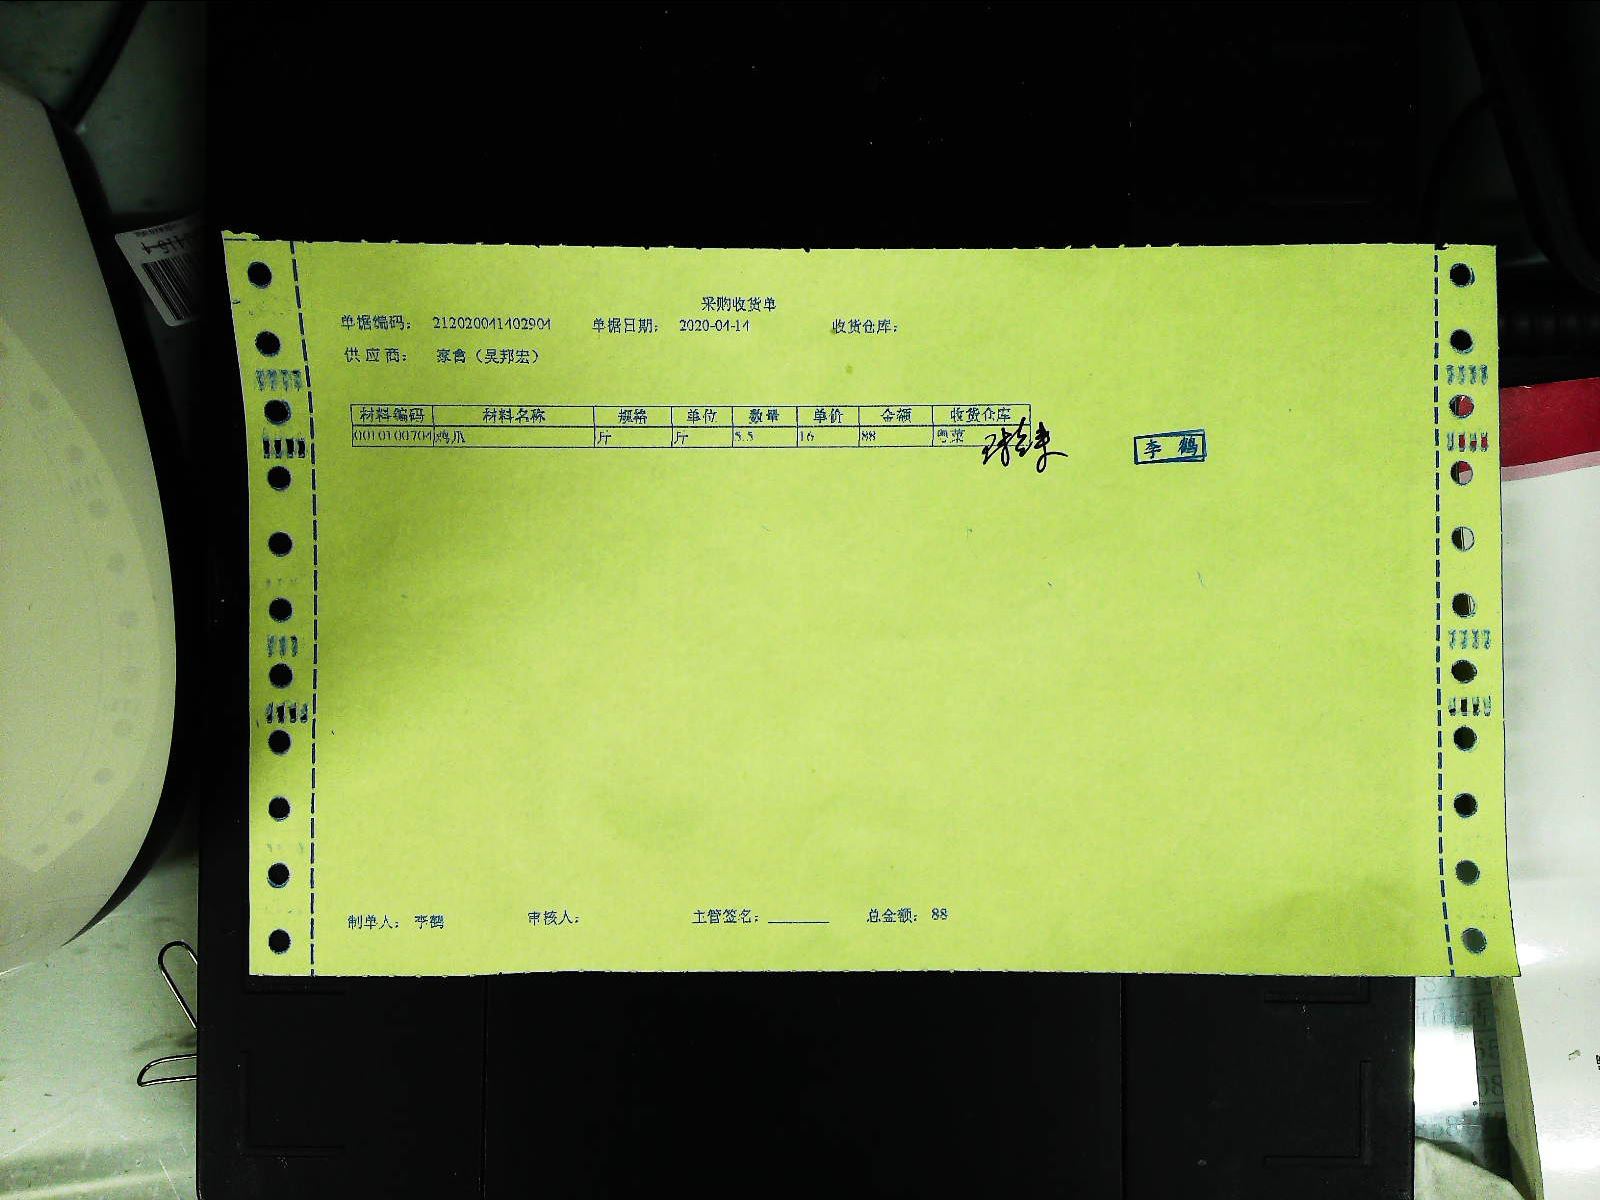 采购收货单
单据编码： 212020041402904 单据日期： 2020-04-14 收货仓库：
供应商： 家禽（吴邦宏）
材料编码 材料名称 规格 单位 数量 单价 金额 收货仓库
0010100704 鸡爪 斤 斤 5.5 16 88 粤菜
李鹤
制单人： 李鹤 审核人： 主管签名： 总金额： 88